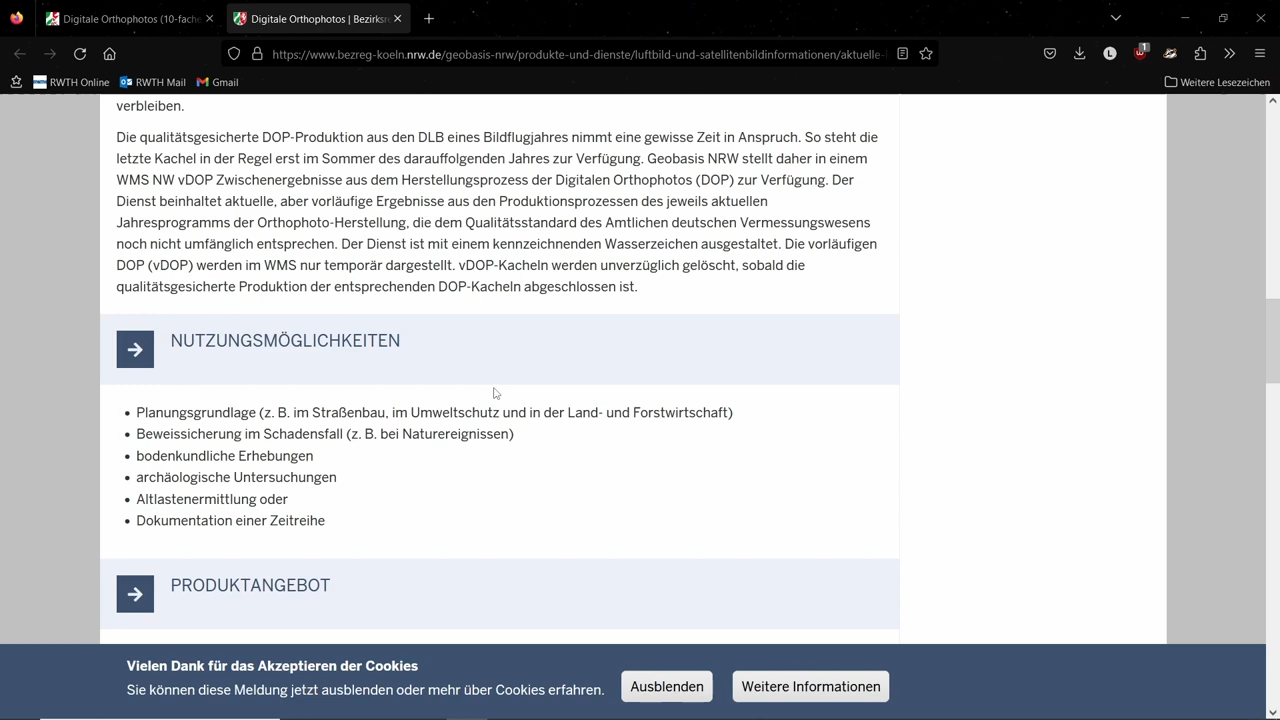 Digitale Orthophotos (10-fache
Digitale Orthophotos | Bezirksre
https://www.bezreg-koeln.nrw.de/geobasis-nrw/produkte-und-dienste/luftbild-und-satellitenbildinformationen/aktuelle-
L
1
RWTH Online
RWTH Mail
Gmail
Weitere Lesezeichen
verbleiben.
Die qualitätsgesicherte DOP-Produktion aus den DLB eines Bildflugjahres nimmt eine gewisse Zeit in Anspruch. So steht die
letzte Kachel in der Regel erst im Sommer des darauffolgenden Jahres zur Verfügung. Geobasis NRW stellt daher in einem
WMS NW vDOP Zwischenergebnisse aus dem Herstellungsprozess der Digitalen Orthophotos (DOP) zur Verfügung. Der
Dienst beinhaltet aktuelle, aber vorläufige Ergebnisse aus den Produktionsprozessen des jeweils aktuellen
Jahresprogramms der Orthophoto-Herstellung, die dem Qualitätsstandard des Amtlichen deutschen Vermessungswesens
noch nicht umfänglich entsprechen. Der Dienst ist mit einem kennzeichnenden Wasserzeichen ausgestaltet. Die vorläufigen
DOP (vDOP) werden im WMS nur temporär dargestellt. vDOP-Kacheln werden unverzüglich gelöscht, sobald die
qualitätsgesicherte Produktion der entsprechenden DOP-Kacheln abgeschlossen ist.
NUTZUNGSMÖGLICHKEITEN
• Planungsgrundlage (z. B. im Straßenbau, im Umweltschutz und in der Land- und Forstwirtschaft)
• Beweissicherung im Schadensfall (z. B. bei Naturereignissen)
• bodenkundliche Erhebungen
• archäologische Untersuchungen
• Altlastenermittlung oder
• Dokumentation einer Zeitreihe
PRODUKTANGEBOT
Vielen Dank für das Akzeptieren der Cookies
Sie können diese Meldung jetzt ausblenden oder mehr über Cookies erfahren.
Ausblenden
Weitere Informationen